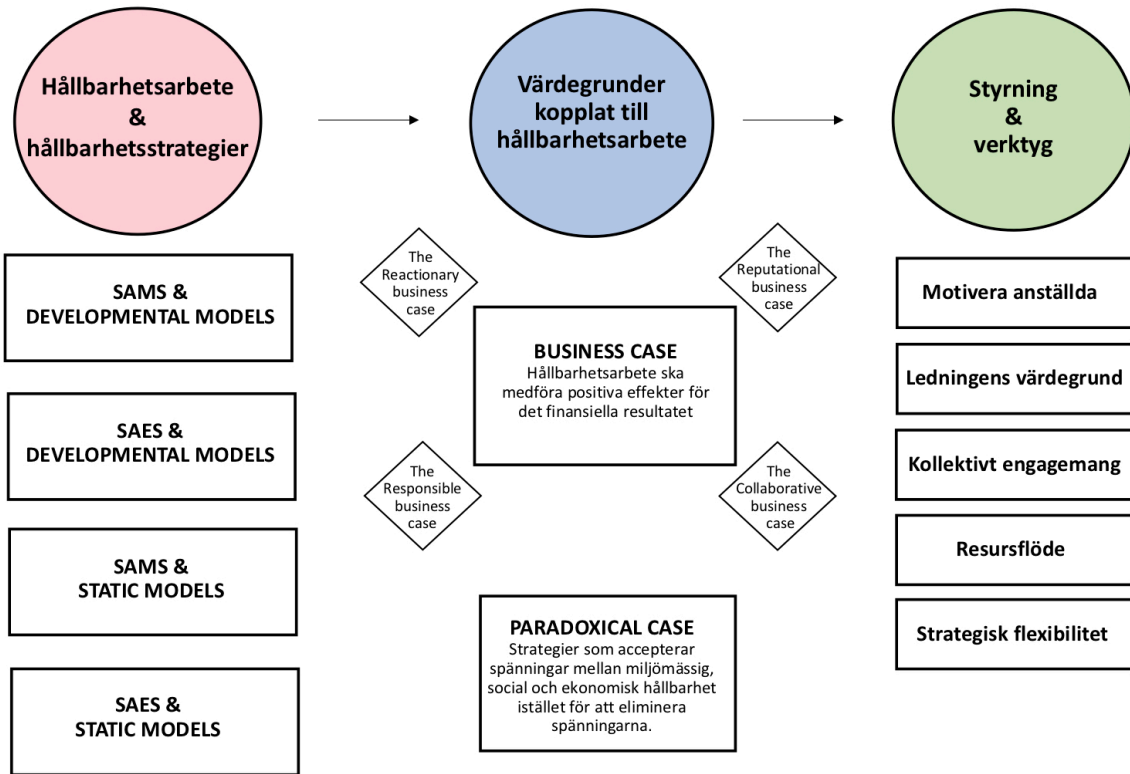 Hållbarhetsarbete
&
hållbarhetsstrategier
Värdegrunder
kopplat till
hållbarhetsarbete
Styrning
&
verktyg
SAMS &
DEVELOPMENTAL MODELS
SAES &
DEVELOPMENTAL MODELS
SAMS &
STATIC MODELS
SAES &
STATIC MODELS
The
Reactionary
business
case
The
Reputational
business
case
BUSINESS CASE
Hållbarhetsarbete ska
medföra positiva effekter för
det finansiella resultatet
The
Responsible
business
case
The
Collaborative
business
case
PARADOXICAL CASE
Strategier som accepterar
spänningar mellan miljömässig,
social och ekonomisk hållbarhet
istället för att eliminera
spänningarna.
Motivera anställda
Ledningens värdegrund
Kollektivt engagemang
Resursflöde
Strategisk flexibilitet